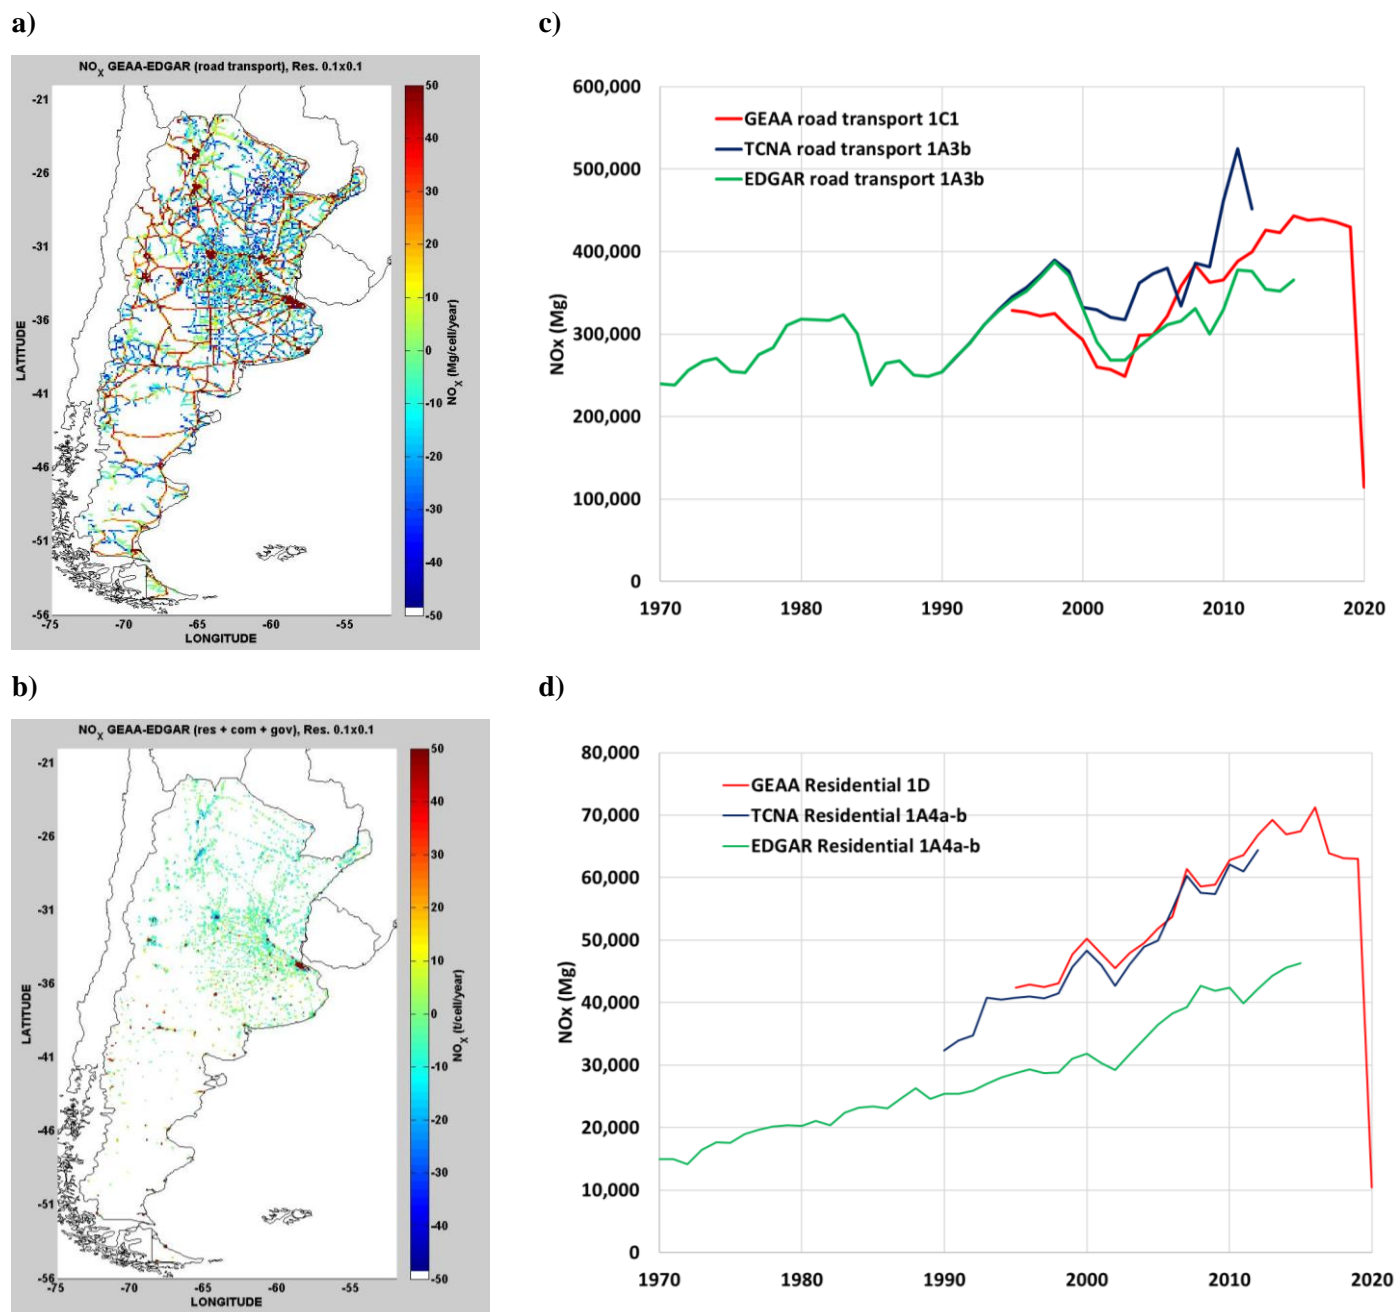 a)
NOX GEAA-EDGAR (road transport), Res. 0.1x0.1
-21
-26
-31
-36
-41
-46
-51
-56
LATITUDE
-75 -70 -65 -60 -55
LONGITUDE
50
40
30
20
10
0
-10
-20
-30
-40
-50
NOX (Mg/cell/year)
c)
600,000
500,000
400,000
300,000
200,000
100,000
0
NOx (Mg)
GEAA road transport 1C1
TCNA road transport 1A3b
EDGAR road transport 1A3b
1970 1980 1990 2000 2010 2020
b)
NOX GEAA-EDGAR (res + com + gov), Res. 0.1x0.1
-21
-26
-31
-36
-41
-46
-51
-56
LATITUDE
-75 -70 -65 -60 -55
LONGITUDE
50
40
30
20
10
0
-10
-20
-30
-40
-50
NOX (t/cell/year)
d)
80,000
70,000
60,000
50,000
40,000
30,000
20,000
10,000
0
NOx (Mg)
GEAA Residential 1D
TCNA Residential 1A4a-b
EDGAR Residential 1A4a-b
1970 1980 1990 2000 2010 2020